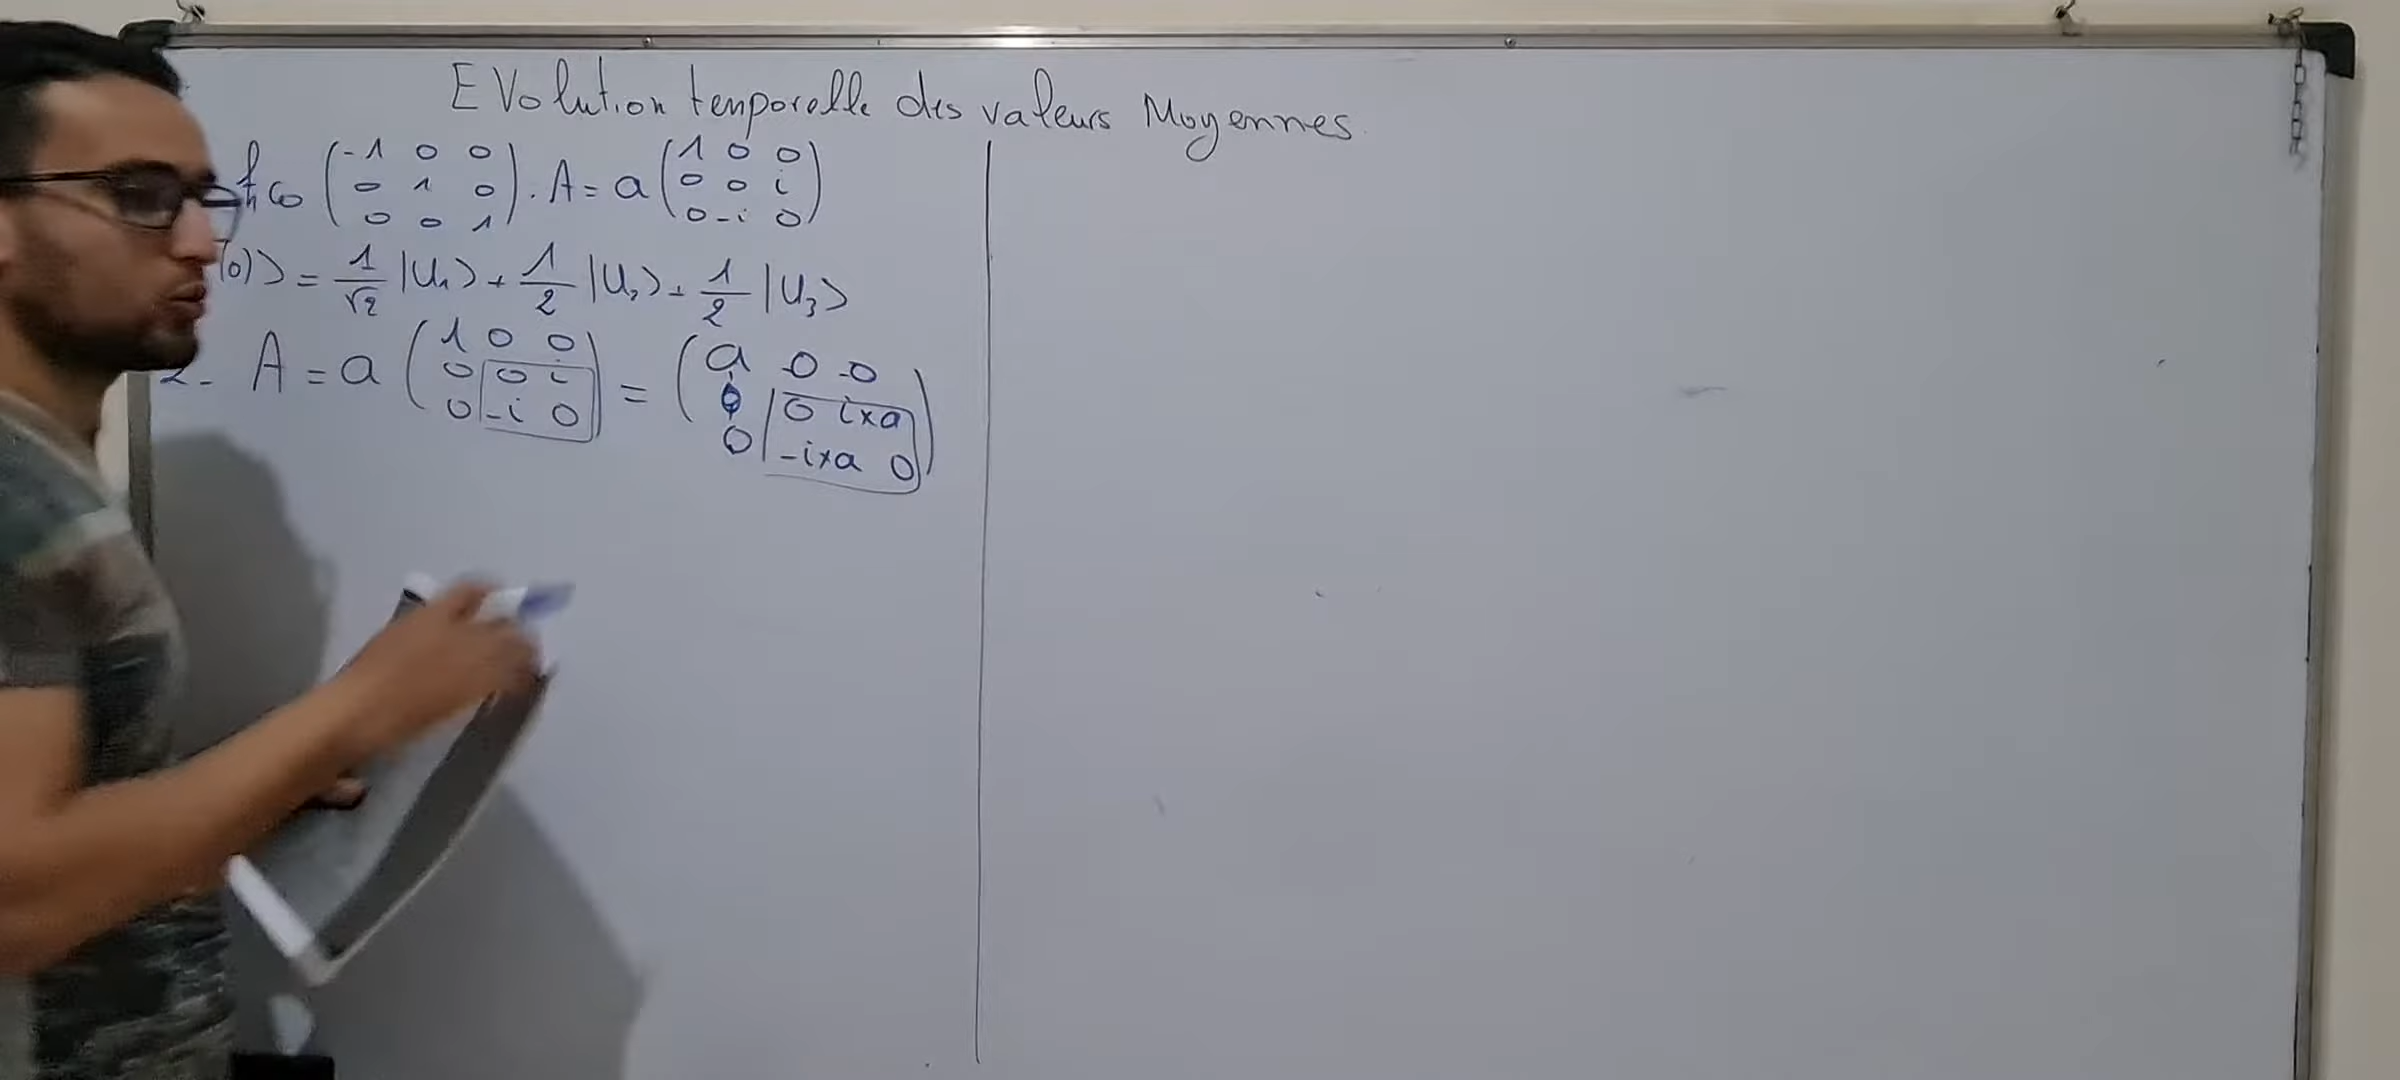 EVolution temporelle des valeurs Moyennes
ħω (-1 0 0 ; 0 1 0 ; 0 0 1) . A = a (1 0 0 ; 0 0 i ; 0 -i 0)
(0)> = 1/√2 |U₁> + 1/2 |U₂> + 1/2 |U₃>
2- A = a (1 0 0 ; 0 0 i ; 0 -i 0) = (a 0 0 ; 0 0 i×a ; 0 -i×a 0)